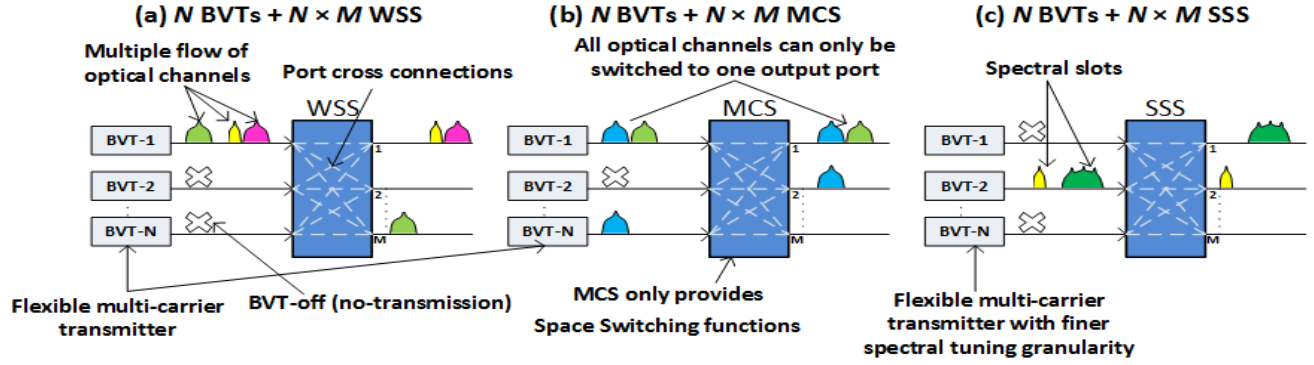 (a) N BVTs + N × M WSS
Multiple flow of
optical channels
Port cross connections
WSS
BVT-1
BVT-2
BVT-N
1
2
M
Flexible multi-carrier
transmitter
BVT-off (no-transmission)
(b) N BVTs + N × M MCS
All optical channels can only be
switched to one output port
MCS
BVT-1
BVT-2
BVT-N
1
2
M
MCS only provides
Space Switching functions
(c) N BVTs + N × M SSS
Spectral slots
SSS
BVT-1
BVT-2
BVT-N
1
2
M
Flexible multi-carrier
transmitter with finer
spectral tuning granularity